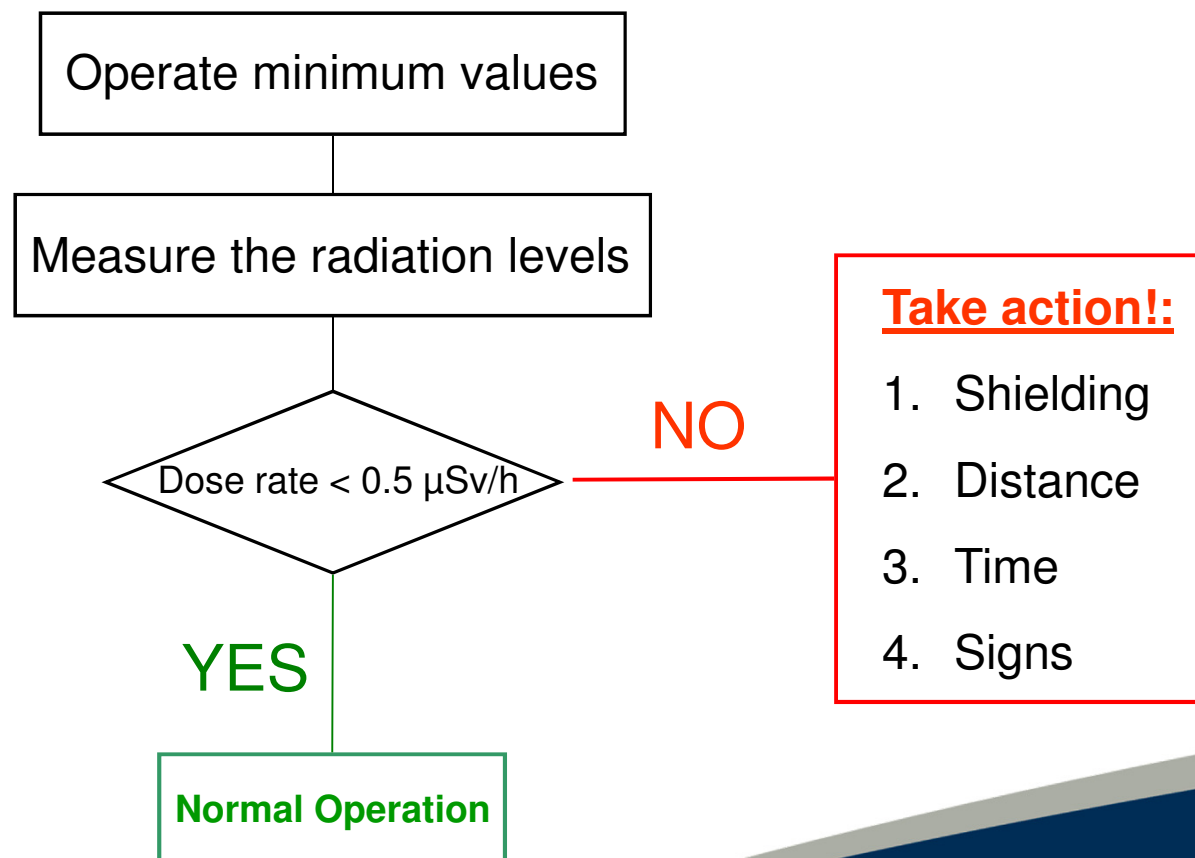 Operate minimum values
Measure the radiation levels
Dose rate < 0.5 µSv/h
NO
Take action!:
1. Shielding
2. Distance
3. Time
4. Signs
YES
Normal Operation